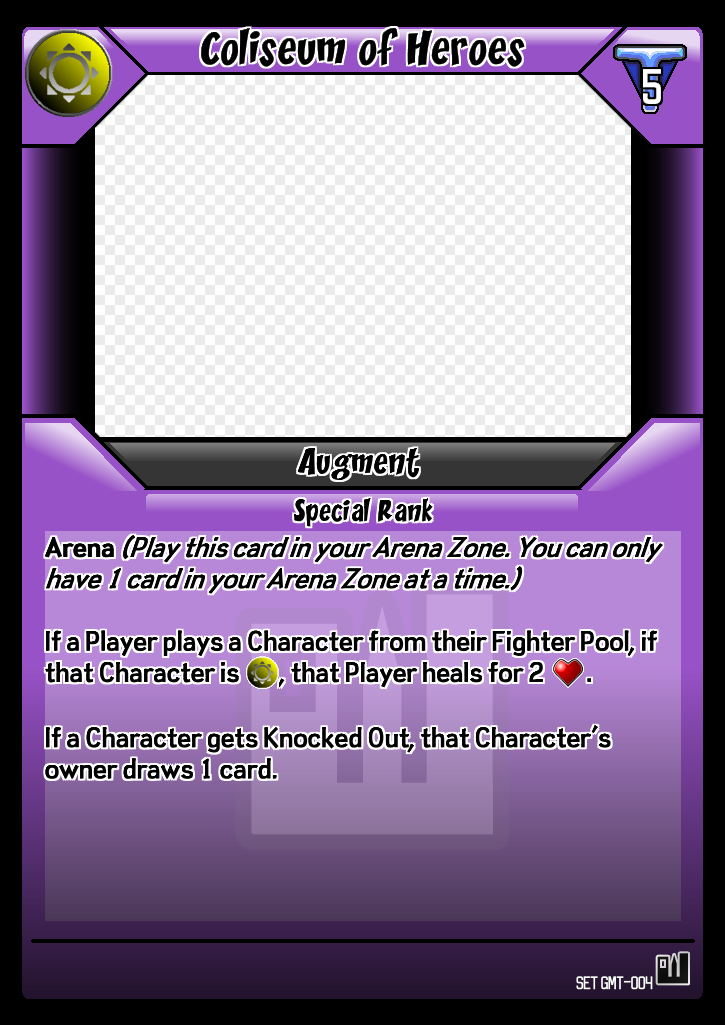 Coliseum of Heroes
5
Augment
Special Rank
Arena (Play this card in your Arena Zone. You can only
have 1 card in your Arena Zone at a time.)
If a Player plays a Character from their Fighter Pool, if
that Character is , that Player heals for 2 .
If a Character gets Knocked Out, that Character's
owner draws 1 card.
SET GMT-004